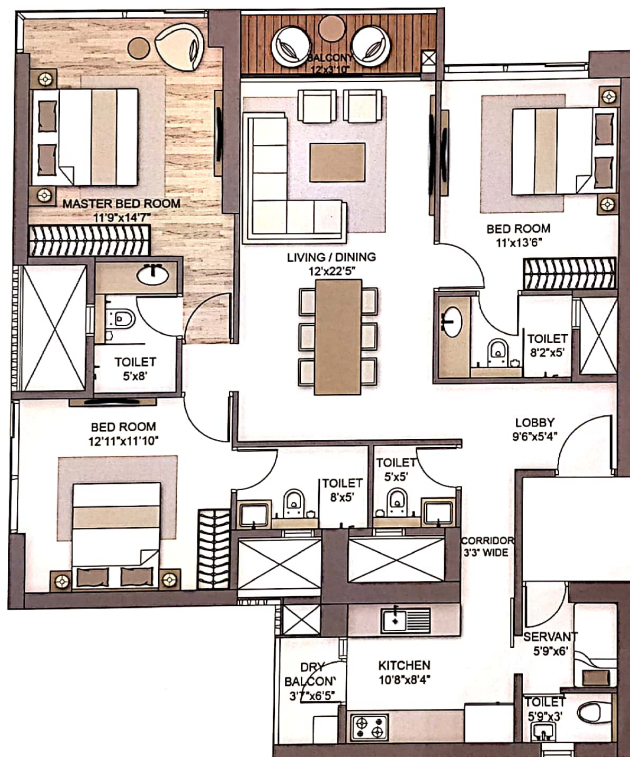 BALCONY
12'x3'10"
MASTER BED ROOM
11'9"x14'7"
BED ROOM
11'x13'6"
LIVING / DINING
12'x22'5"
TOILET
8'2"x5'
TOILET
5'x8'
BED ROOM
12'11"x11'10"
LOBBY
9'6"x5'4"
TOILET
5'x5'
TOILET
8'x5'
CORRIDOR
3'3" WIDE
SERVANT
5'9"x6'
DRY
BALCON'
3'7"x6'5"
KITCHEN
10'8"x8'4"
TOILET
5'9"x3'